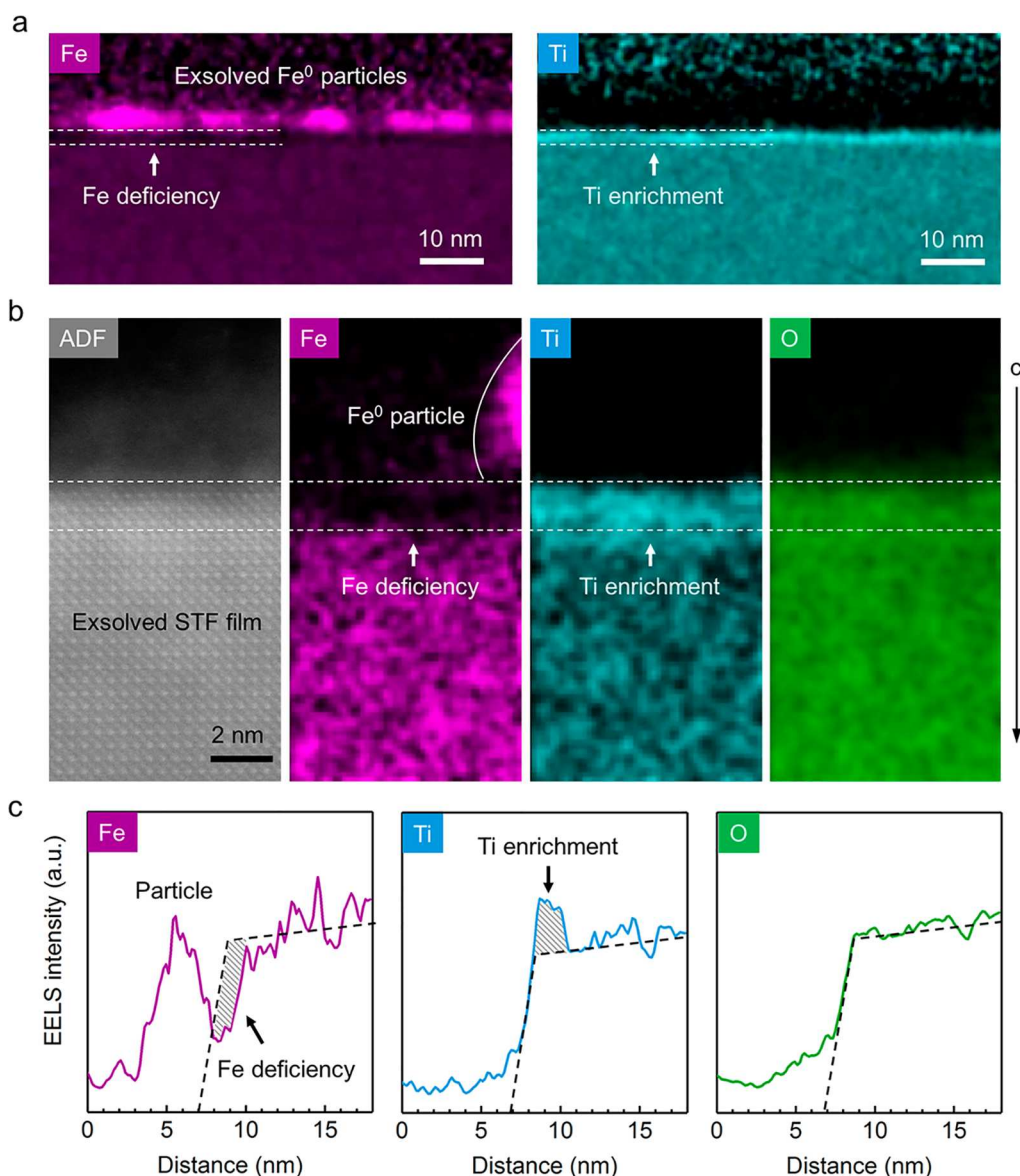 a
Fe
Exsolved Fe⁰ particles
Fe deficiency
10 nm
Ti
Ti enrichment
10 nm
b
ADF
Exsolved STF film
2 nm
Fe
Fe⁰ particle
Fe deficiency
Ti
Ti enrichment
O
c
c
EELS intensity (a.u.)
Fe
Particle
Fe deficiency
0 5 10 15
Distance (nm)
Ti
Ti enrichment
0 5 10 15
Distance (nm)
O
0 5 10 15
Distance (nm)